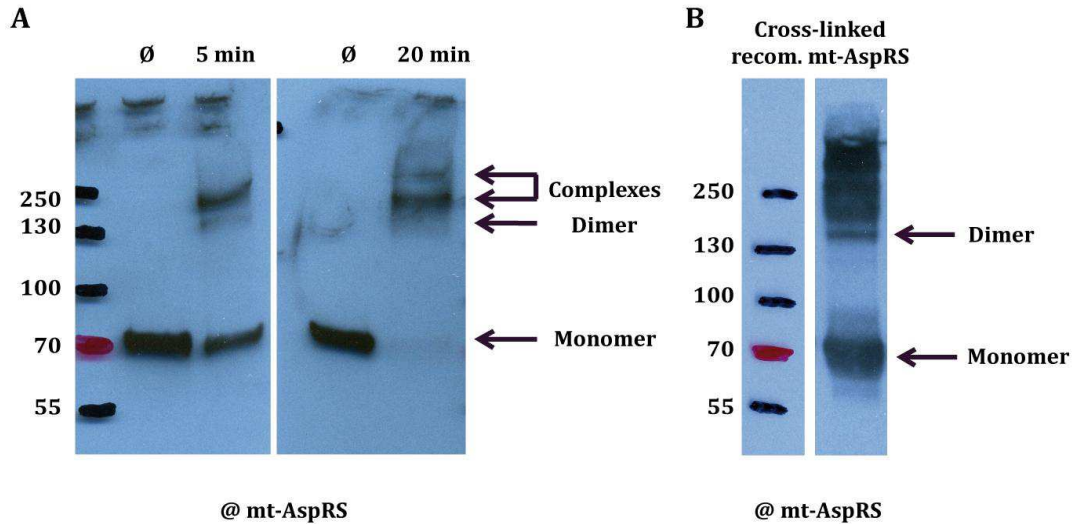 A
Ø 5 min Ø 20 min
250
130
100
70
55
Complexes
Dimer
Monomer
@ mt-AspRS
B
Cross-linked
recom. mt-AspRS
250
130
100
70
55
Dimer
Monomer
@ mt-AspRS